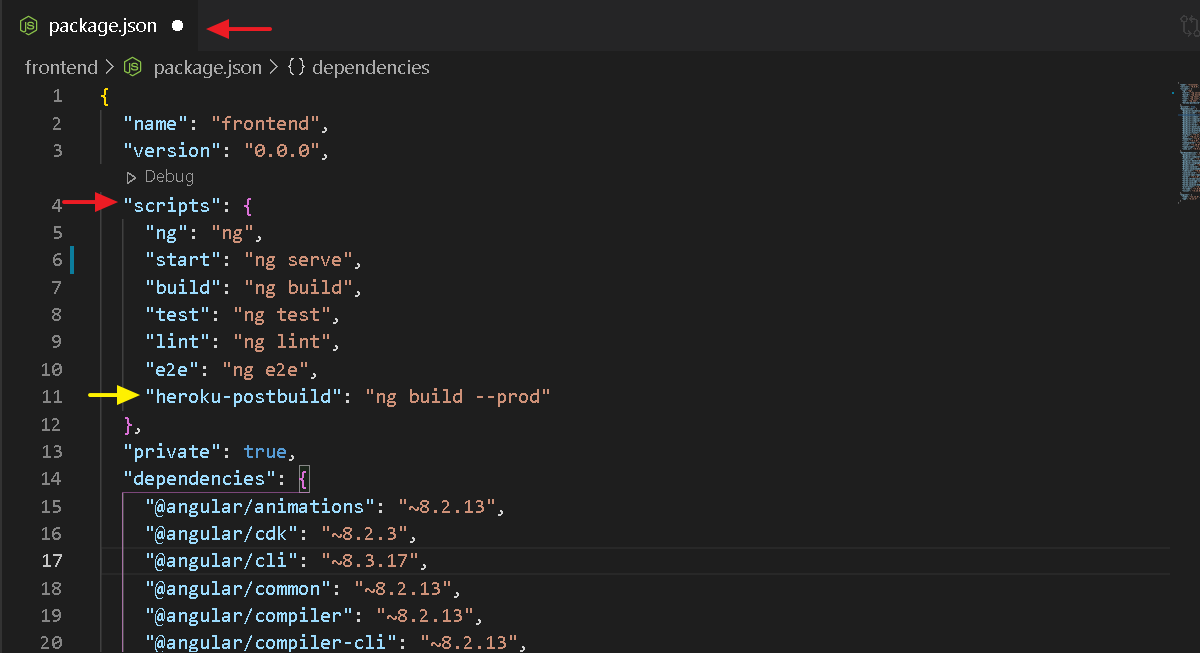 JS package.json
frontend > JS package.json > {} dependencies
1 {
2 "name": "frontend",
3 "version": "0.0.0",
Debug
4 "scripts": {
5 "ng": "ng",
6 "start": "ng serve",
7 "build": "ng build",
8 "test": "ng test",
9 "lint": "ng lint",
10 "e2e": "ng e2e",
11 "heroku-postbuild": "ng build --prod"
12 },
13 "private": true,
14 "dependencies": {
15 "@angular/animations": "~8.2.13",
16 "@angular/cdk": "~8.2.3",
17 "@angular/cli": "~8.3.17",
18 "@angular/common": "~8.2.13",
19 "@angular/compiler": "~8.2.13",
20 "@angular/compiler-cli": "~8.2.13",